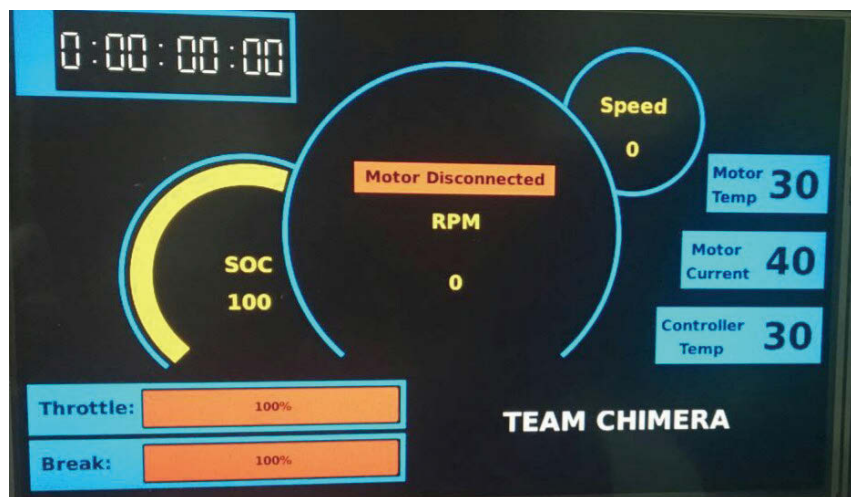 0:00:00:00
Speed
0
Motor Disconnected
RPM
0
SOC
100
Motor
Temp
30
Motor
Current
40
Controller
Temp
30
Throttle:
100%
Break:
100%
TEAM CHIMERA